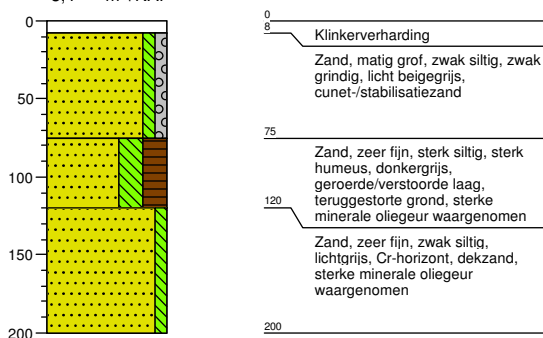 0
50
100
150
200
0
8
Klinkerverharding
Zand, matig grof, zwak siltig, zwak
grindig, licht beigegrijs,
cunet-/stabilisatiezand
75
Zand, zeer fijn, sterk siltig, sterk
humeus, donkergrijs,
geroerde/verstoorde laag,
teruggestorte grond, sterke
minerale oliegeur waargenomen
120
Zand, zeer fijn, zwak siltig,
lichtgrijs, Cr-horizont, dekzand,
sterke minerale oliegeur
waargenomen
200